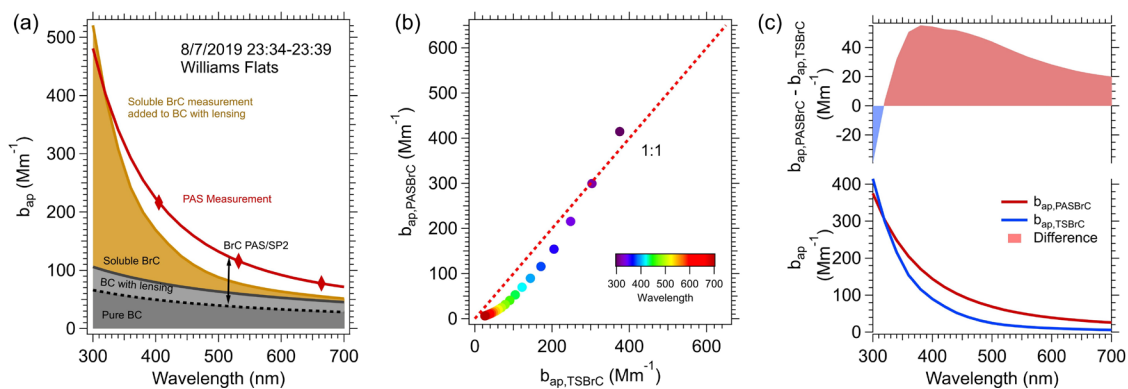 (a)
8/7/2019 23:34-23:39
Williams Flats
Soluble BrC measurement
added to BC with lensing
PAS Measurement
BrC PAS/SP2
Soluble BrC
BC with lensing
Pure BC
500
400
300
200
100
0
b_ap (Mm⁻¹)
300 400 500 600 700
Wavelength (nm)
(b)
600
500
400
300
200
100
0
b_ap,PASBrC (Mm⁻¹)
1:1
300 400 500 600 700
Wavelength
0 200 400 600
b_ap,TSBrC (Mm⁻¹)
(c)
40
20
0
-20
b_ap,PASBrC - b_ap,TSBrC
(Mm⁻¹)
400
300
200
100
0
b_ap (Mm⁻¹)
b_ap,PASBrC
b_ap,TSBrC
Difference
300 400 500 600 700
Wavelength (nm)